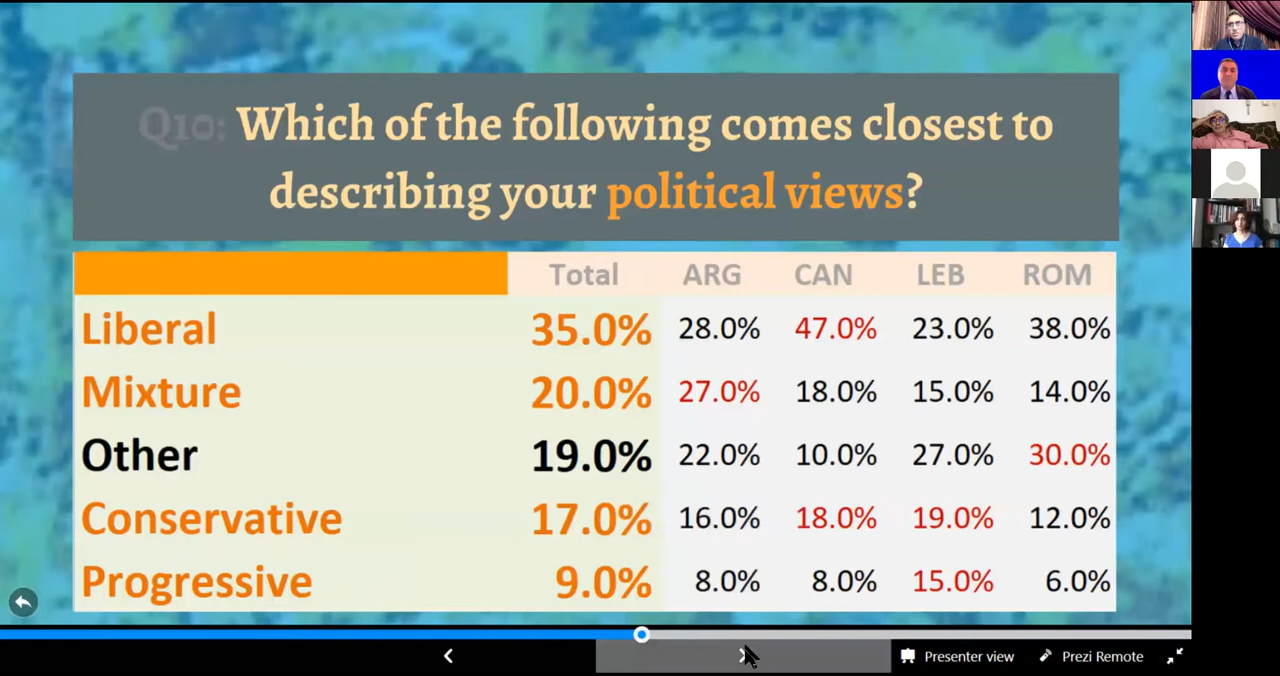 Q10: Which of the following comes closest to
describing your political views?
Total ARG CAN LEB ROM
Liberal 35.0% 28.0% 47.0% 23.0% 38.0%
Mixture 20.0% 27.0% 18.0% 15.0% 14.0%
Other 19.0% 22.0% 10.0% 27.0% 30.0%
Conservative 17.0% 16.0% 18.0% 19.0% 12.0%
Progressive 9.0% 8.0% 8.0% 15.0% 6.0%
Presenter view Prezi Remote